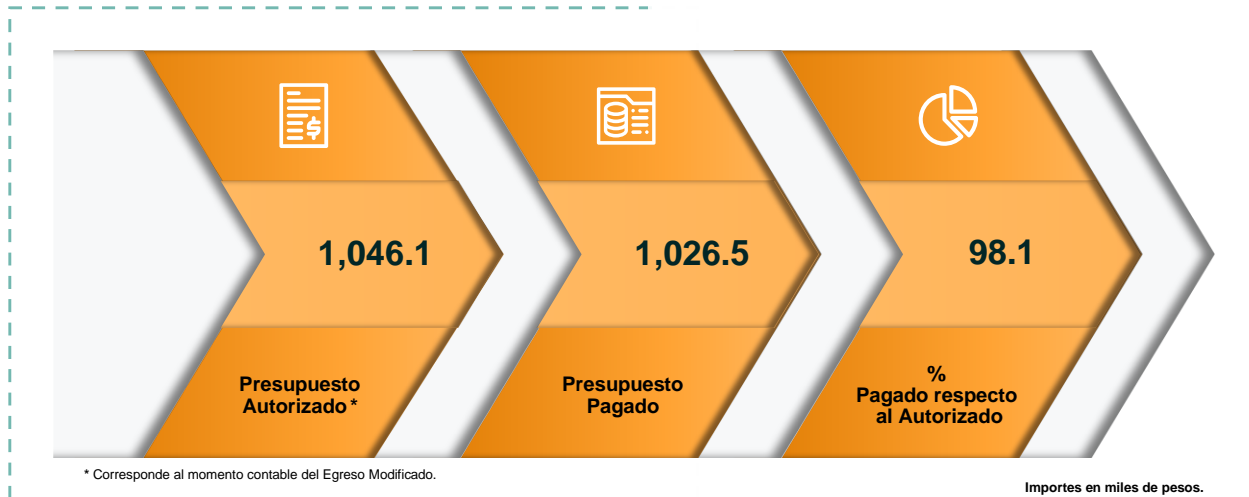 1,046.1
1,026.5
98.1
Presupuesto
Autorizado *
Presupuesto
Pagado
%
Pagado respecto
al Autorizado
* Corresponde al momento contable del Egreso Modificado.
Importes en miles de pesos.